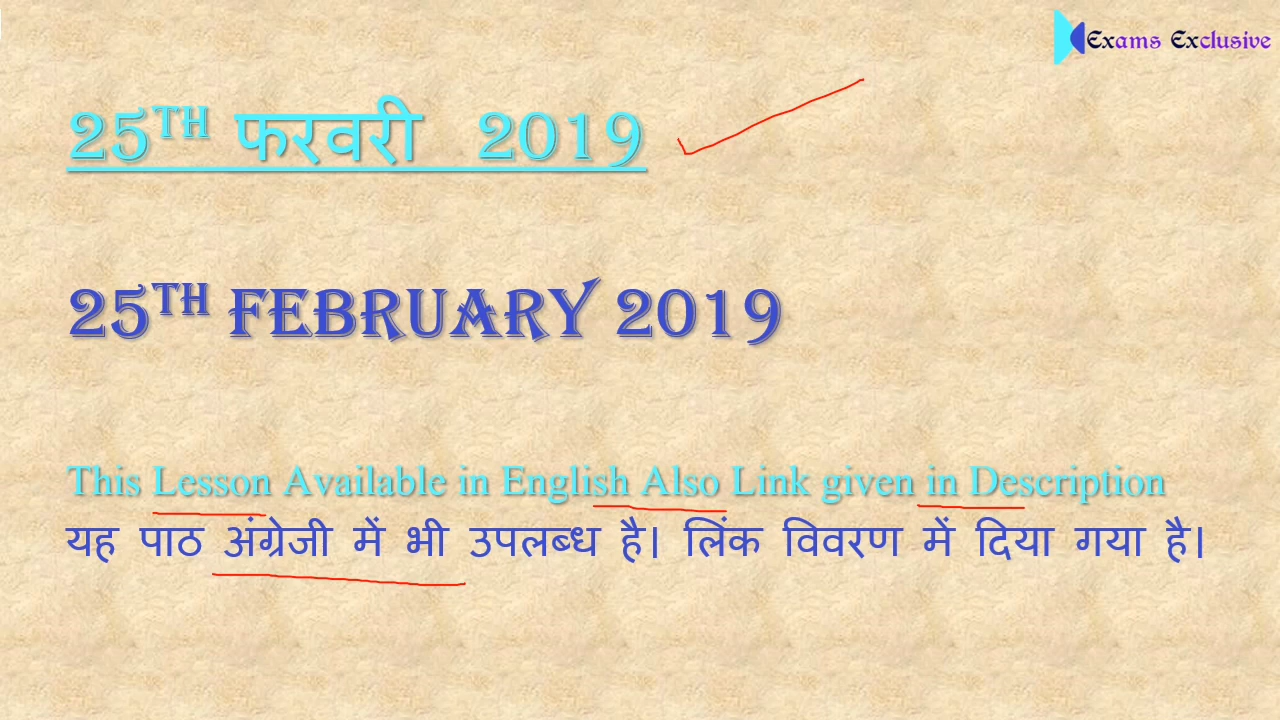 Exams Exclusive
25TH फरवरी 2019
25TH FEBRUARY 2019
This Lesson Available in English Also Link given in Description
यह पाठ अंग्रेजी में भी उपलब्ध है। लिंक विवरण में दिया गया है।